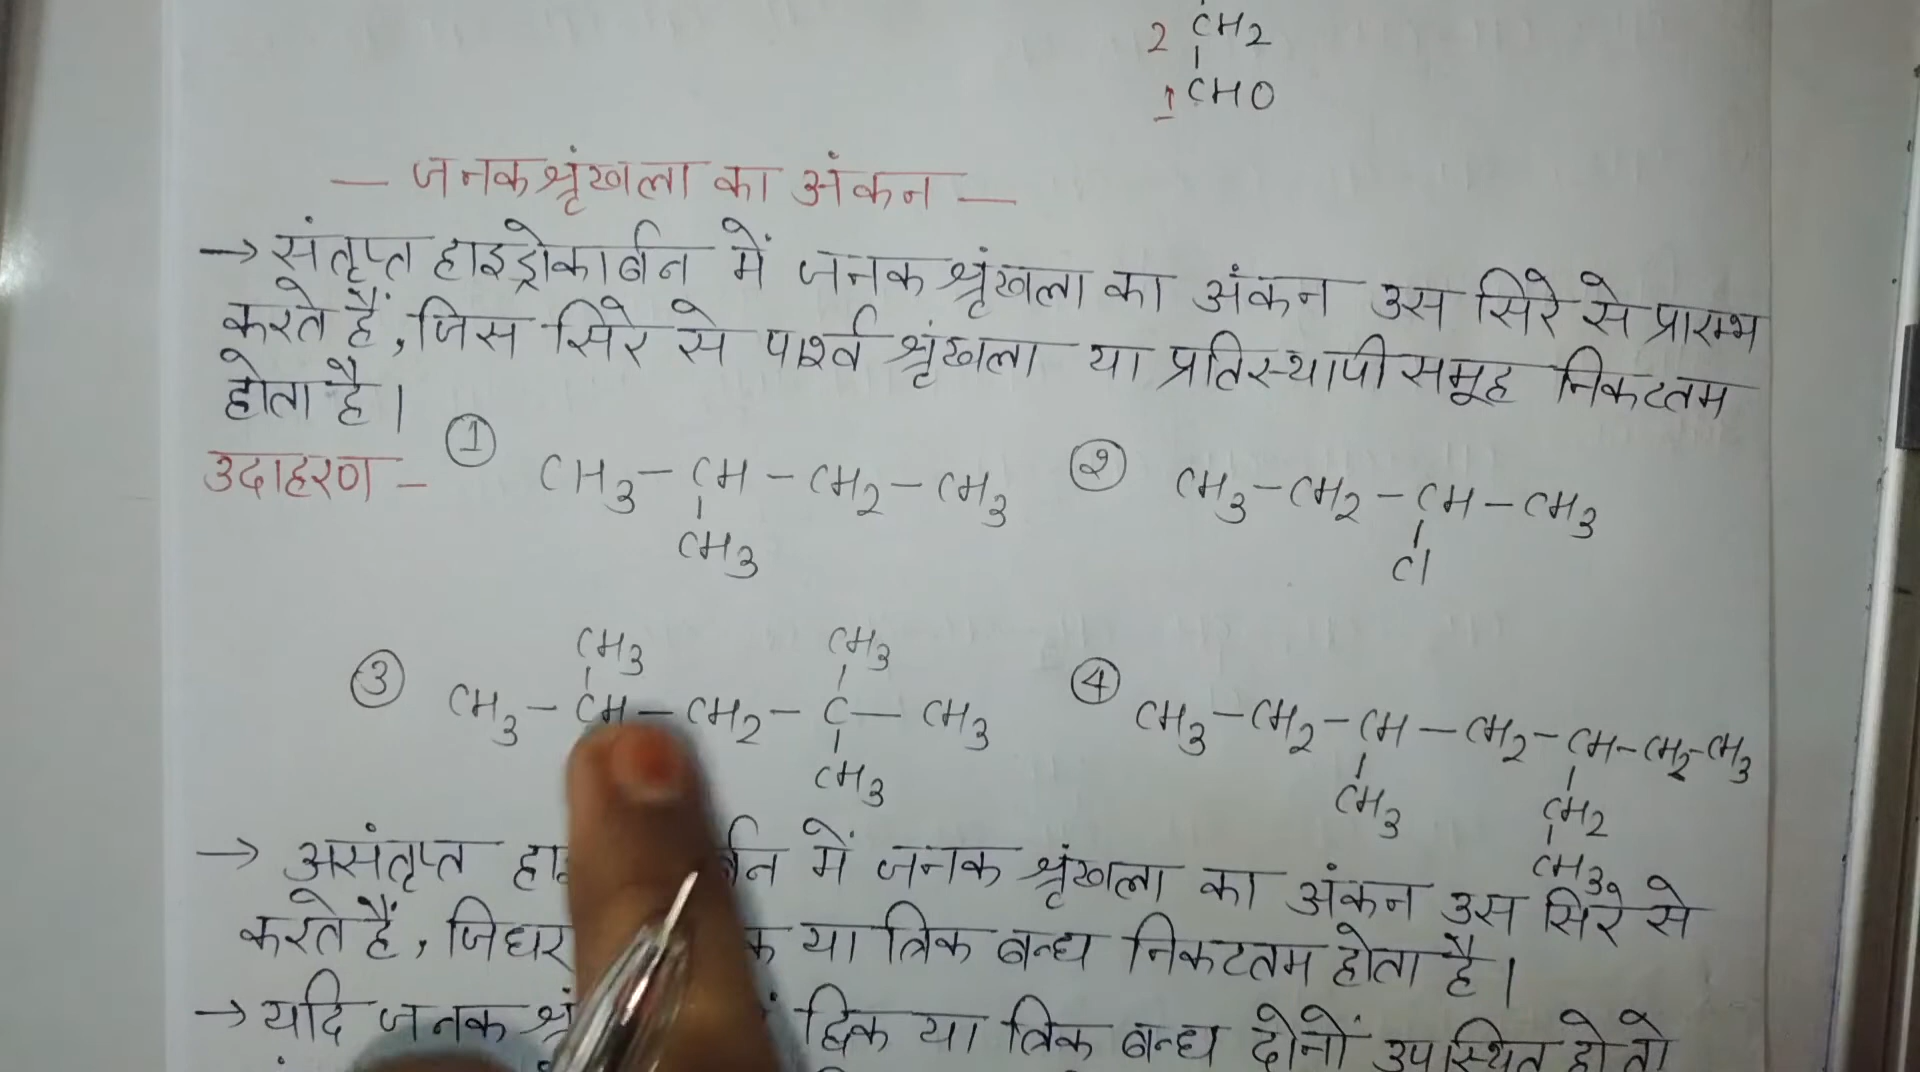 2 CH2
|
1 CHO
— जनक श्रृंखला का अंकन —
→ संतृप्त हाइड्रोकार्बन में जनक श्रृंखला का अंकन उस सिरे से प्रारम्भ
करते हैं, जिस सिरे से पार्श्व श्रृंखला या प्रतिस्थापी समूह निकटतम
होता है।
उदाहरण – ① CH3 – CH – CH2 – CH3 ② CH3 – CH2 – CH – CH3
| |
CH3 Cl
CH3 CH3
| |
③ CH3 – CH – CH2 – C – CH3 ④ CH3 – CH2 – CH – CH2 – CH – CH2 – CH3
| | |
CH3 CH3 CH2
|
CH3
→ असंतृप्त में जनक श्रृंखला का अंकन उस सिरे से
करते हैं, जिधर या त्रिक बन्ध निकटतम होता है।
→ यदि जनक द्विक या त्रिक बन्ध दोनों उपस्थित हो तो